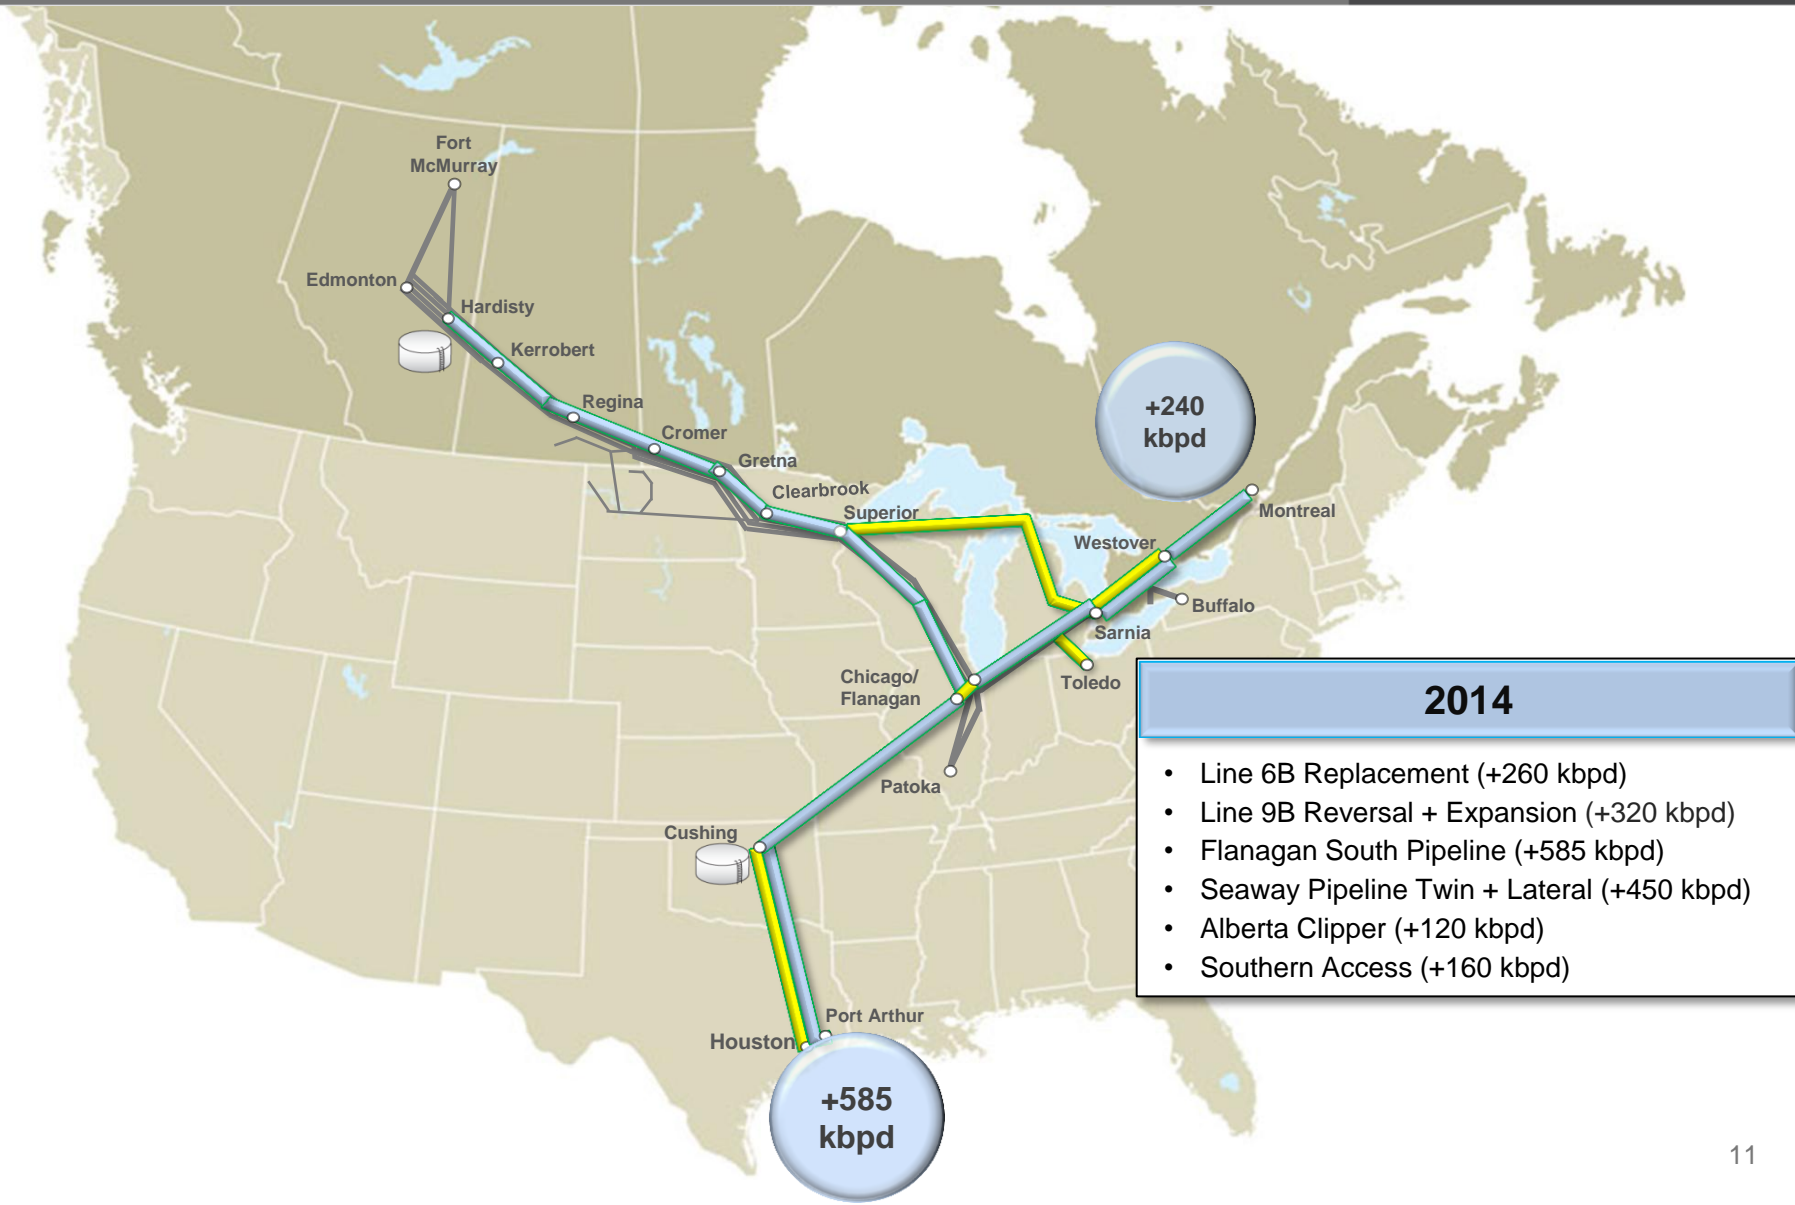 Fort
McMurray
Edmonton
Hardisty
Kerrobert
Regina
Cromer
Gretna
Clearbrook
Superior
+240
kbpd
Montreal
Westover
Buffalo
Sarnia
Toledo
Chicago/
Flanagan
Patoka
Cushing
Port Arthur
Houston
+585
kbpd
2014
• Line 6B Replacement (+260 kbpd)
• Line 9B Reversal + Expansion (+320 kbpd)
• Flanagan South Pipeline (+585 kbpd)
• Seaway Pipeline Twin + Lateral (+450 kbpd)
• Alberta Clipper (+120 kbpd)
• Southern Access (+160 kbpd)
11